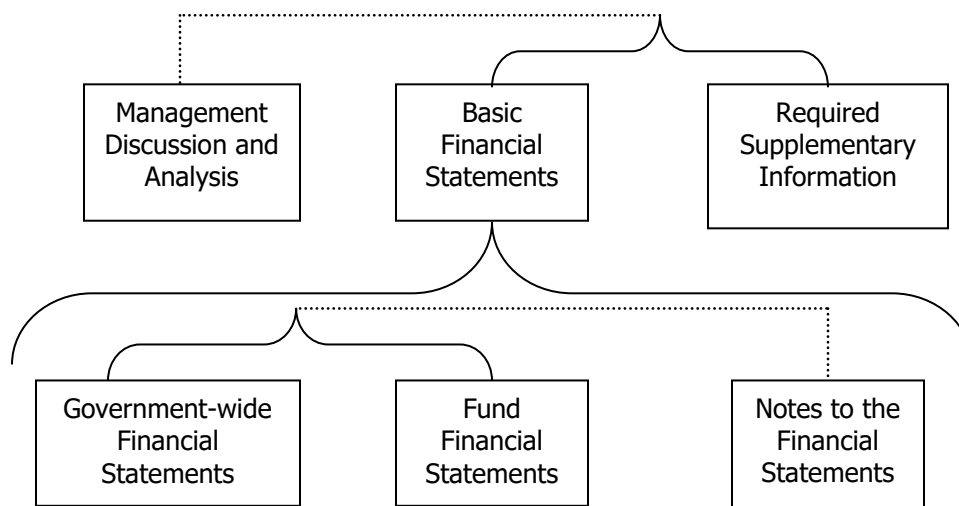 Management
Discussion and
Analysis
Basic
Financial
Statements
Required
Supplementary
Information
Government-wide
Financial
Statements
Fund
Financial
Statements
Notes to the
Financial
Statements